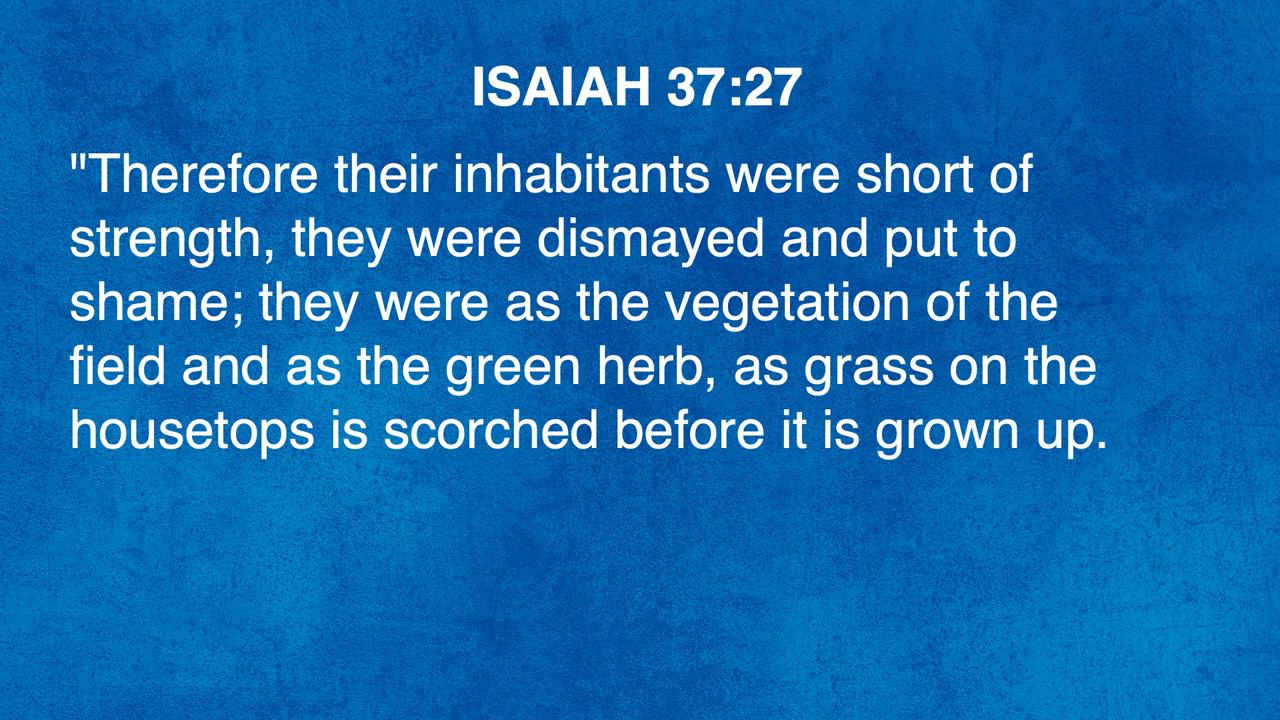 ISAIAH 37:27
"Therefore their inhabitants were short of
strength, they were dismayed and put to
shame; they were as the vegetation of the
field and as the green herb, as grass on the
housetops is scorched before it is grown up.